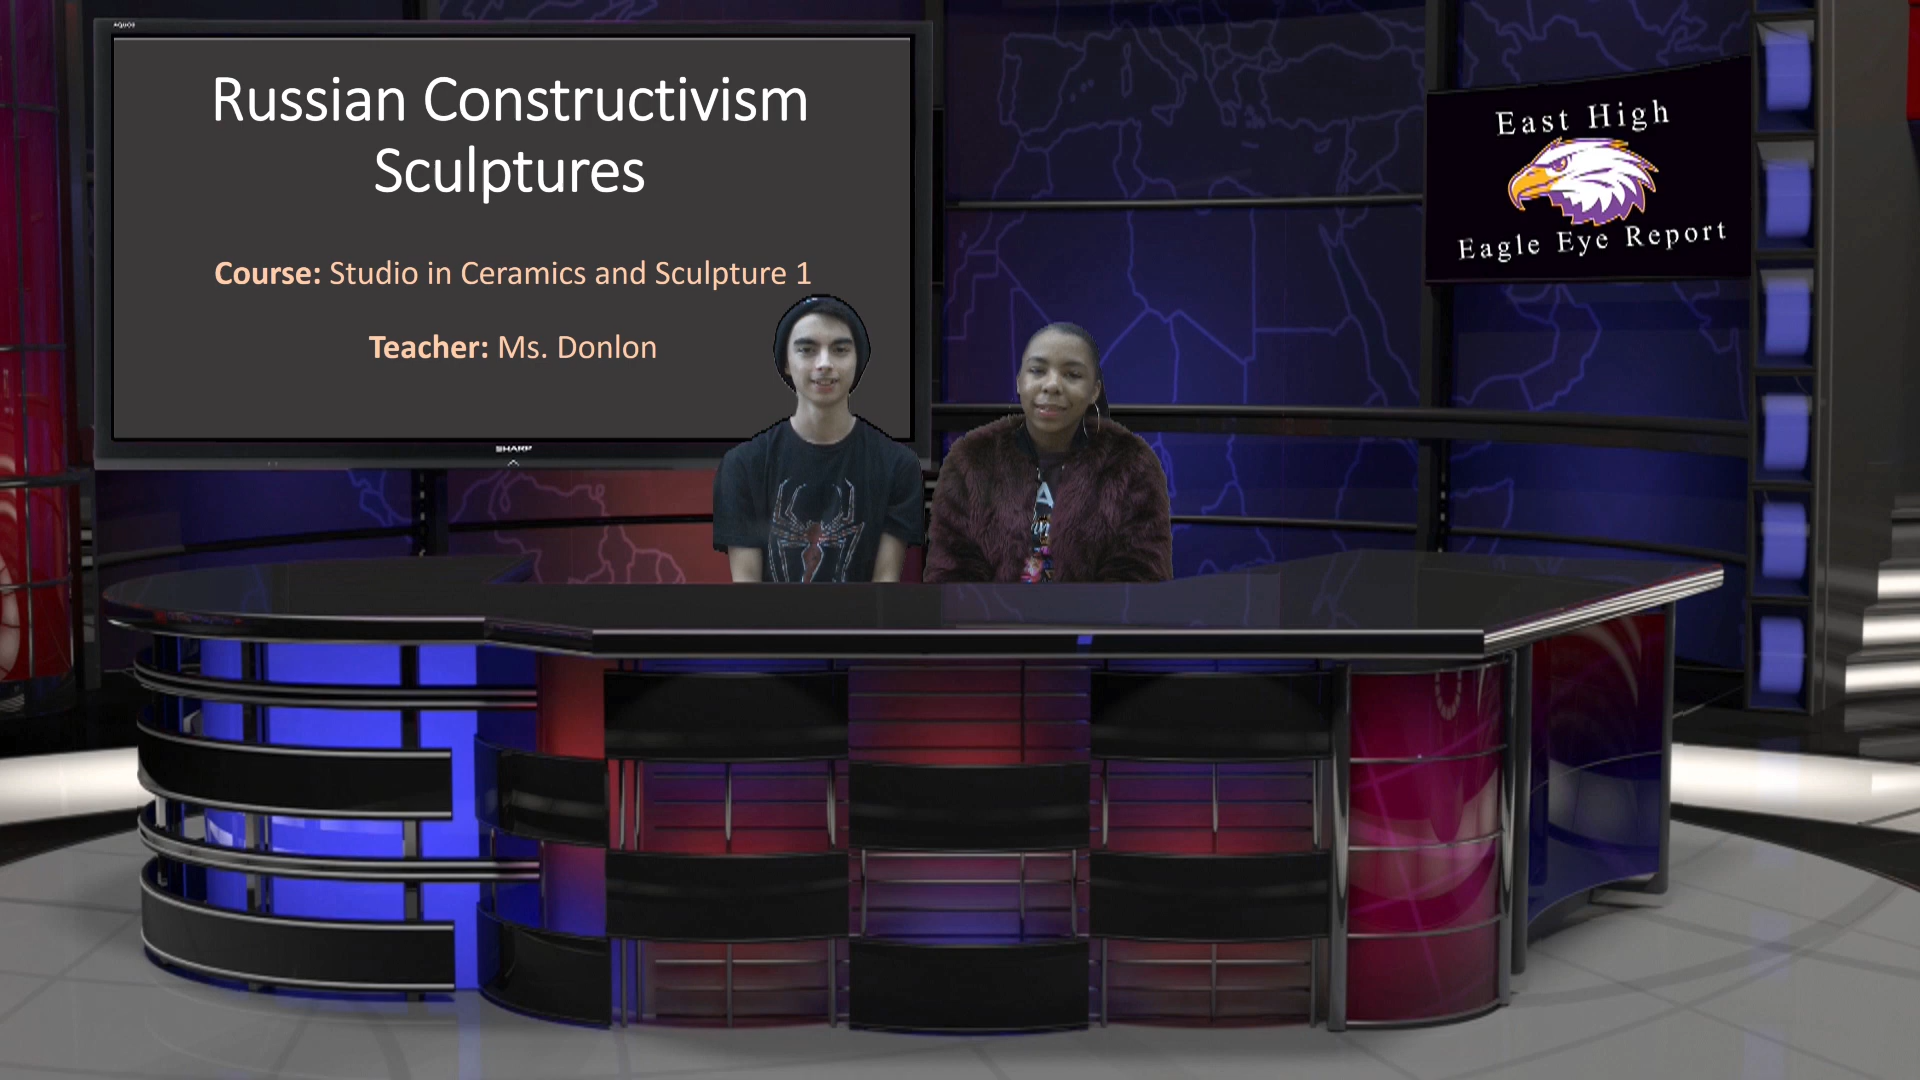 AQUOS
Russian Constructivism
Sculptures
Course: Studio in Ceramics and Sculpture 1
Teacher: Ms. Donlon
SHARP
East High
Eagle Eye Report
A